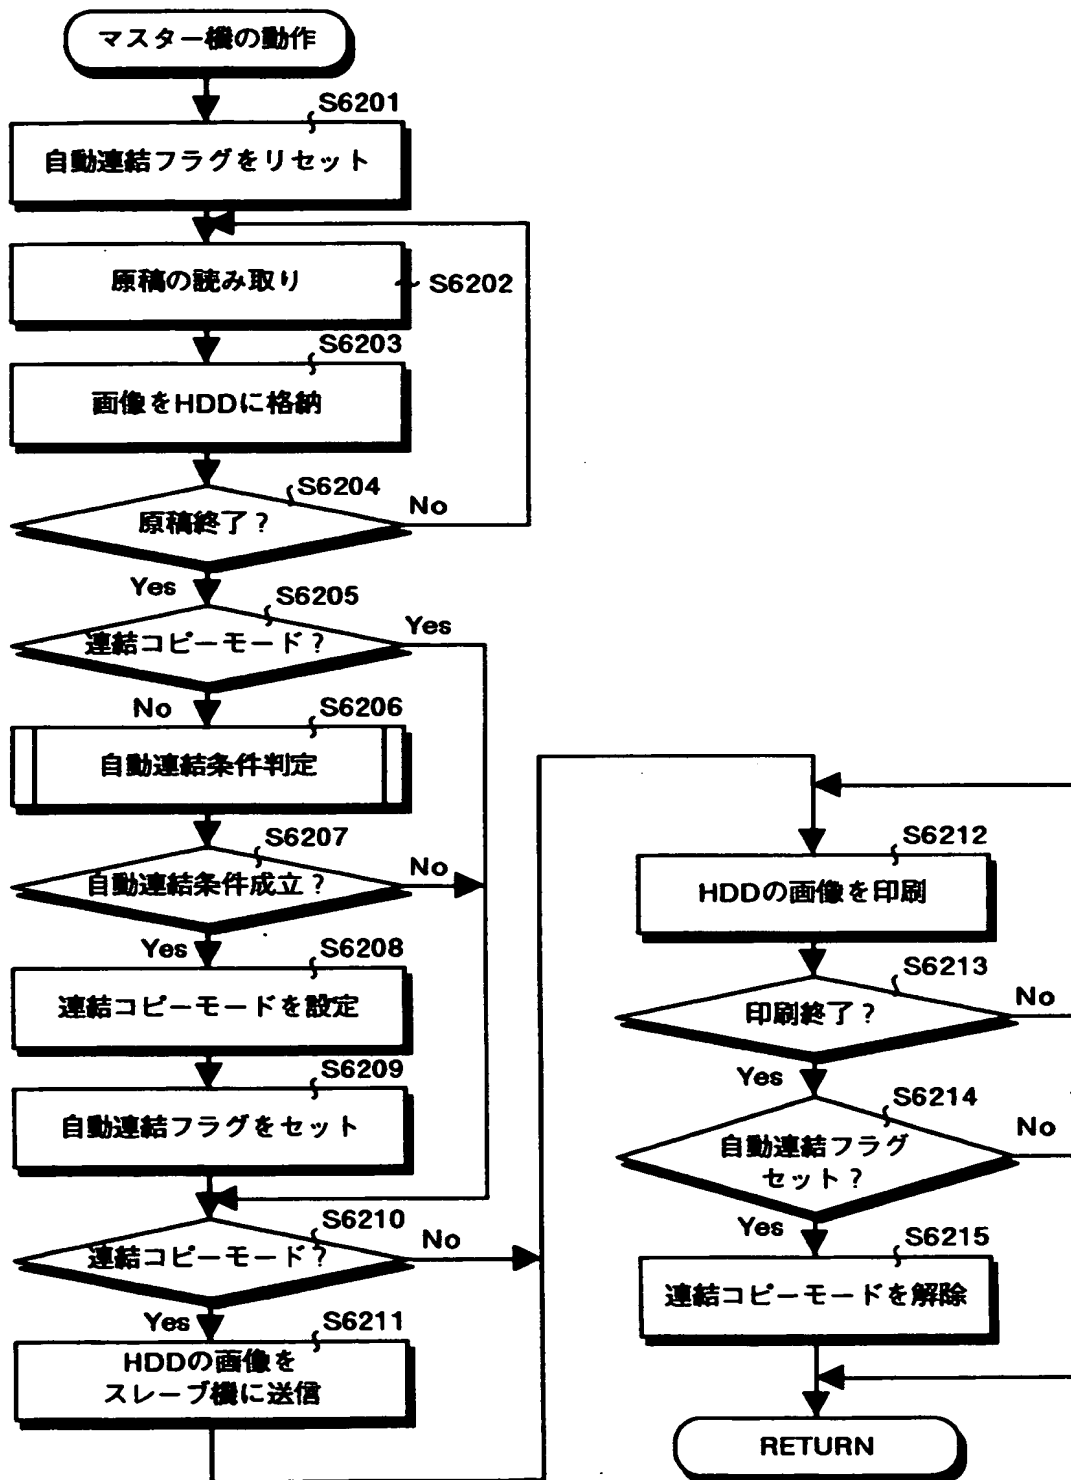 マスター機の動作
S6201
自動連結フラグをリセット
原稿の読み取り
S6202
S6203
画像をHDDに格納
S6204
No
原稿終了？
Yes
S6205
連結コピーモード？
Yes
No
S6206
自動連結条件判定
S6207
No
自動連結条件成立？
Yes
S6208
連結コピーモードを設定
S6209
自動連結フラグをセット
S6210
連結コピーモード？
No
Yes
S6211
HDDの画像を
スレーブ機に送信
S6212
HDDの画像を印刷
S6213
印刷終了？
No
Yes
S6214
自動連結フラグ
セット？
No
Yes
S6215
連結コピーモードを解除
RETURN